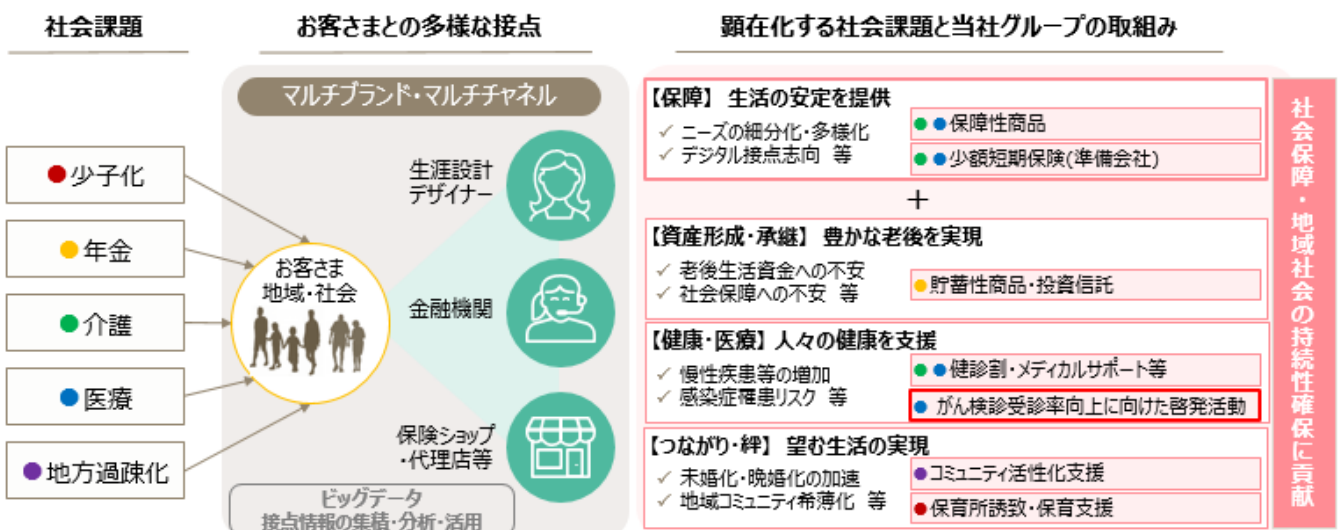 社会課題
お客さまとの多様な接点
顕在化する社会課題と当社グループの取組み
少子化
年金
介護
医療
地方過疎化
マルチブランド・マルチチャネル
お客さま
地域・社会
生涯設計
デザイナー
金融機関
保険ショップ
・代理店等
ビッグデータ
接点情報の集積・分析・活用
【保障】 生活の安定を提供
✓ ニーズの細分化・多様化
✓ デジタル接点志向 等
保障性商品
少額短期保険(準備会社)
+
【資産形成・承継】 豊かな老後を実現
✓ 老後生活資金への不安
✓ 社会保障への不安 等
貯蓄性商品・投資信託
【健康・医療】 人々の健康を支援
✓ 慢性疾患等の増加
✓ 感染症罹患リスク 等
健診割・メディカルサポート等
がん検診受診率向上に向けた啓発活動
【つながり・絆】 望む生活の実現
✓ 未婚化・晩婚化の加速
✓ 地域コミュニティ希薄化 等
コミュニティ活性化支援
保育所誘致・保育支援
社会保障・地域社会の持続性確保に貢献